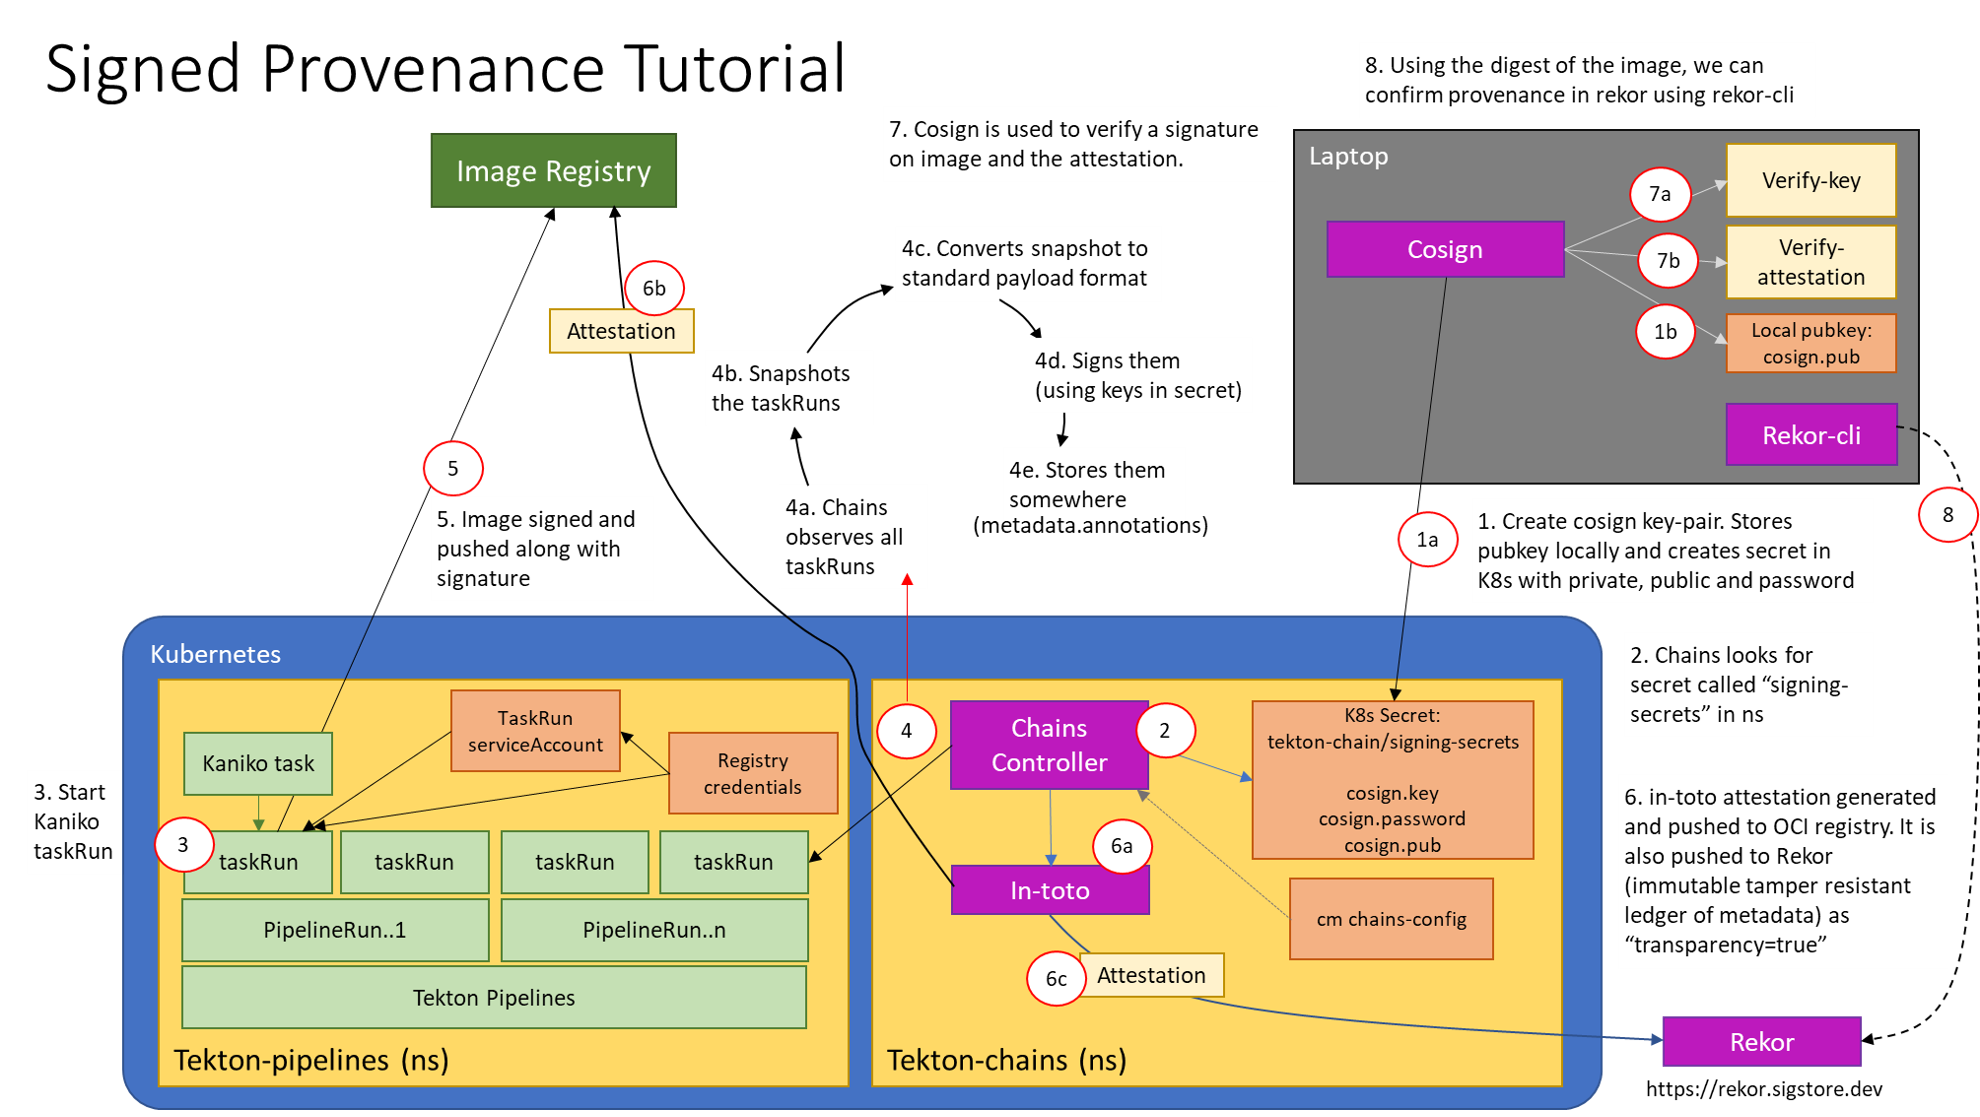 Signed Provenance Tutorial
8. Using the digest of the image, we can
confirm provenance in rekor using rekor-cli
7. Cosign is used to verify a signature
on image and the attestation.
Image Registry
Laptop
Cosign
7a
7b
1b
Verify-key
Verify-
attestation
Local pubkey:
cosign.pub
Rekor-cli
6b
Attestation
4c. Converts snapshot to
standard payload format
4b. Snapshots
the taskRuns
4d. Signs them
(using keys in secret)
4e. Stores them
somewhere
(metadata.annotations)
4a. Chains
observes all
taskRuns
5
5. Image signed and
pushed along with
signature
1a
1. Create cosign key-pair. Stores
pubkey locally and creates secret in
K8s with private, public and password
8
2. Chains looks for
secret called “signing-
secrets” in ns
Kubernetes
Kaniko task
TaskRun
serviceAccount
Registry
credentials
3. Start
Kaniko
taskRun
3
taskRun
taskRun
taskRun
taskRun
PipelineRun..1
PipelineRun..n
Tekton Pipelines
Tekton-pipelines (ns)
4
Chains
Controller
2
K8s Secret:
tekton-chain/signing-secrets
cosign.key
cosign.password
cosign.pub
6a
In-toto
cm chains-config
6c
Attestation
Tekton-chains (ns)
6. in-toto attestation generated
and pushed to OCI registry. It is
also pushed to Rekor
(immutable tamper resistant
ledger of metadata) as
“transparency=true”
Rekor
https://rekor.sigstore.dev